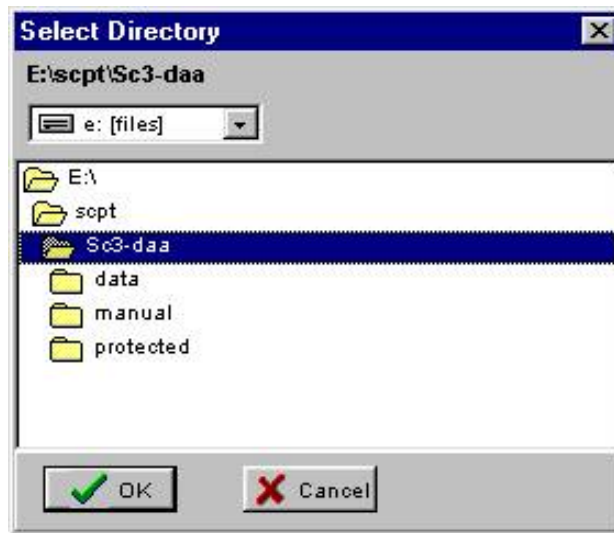 Select Directory
E:\scpt\Sc3-daa
e: [files]
E:\
scpt
Sc3-daa
data
manual
protected
OK Cancel